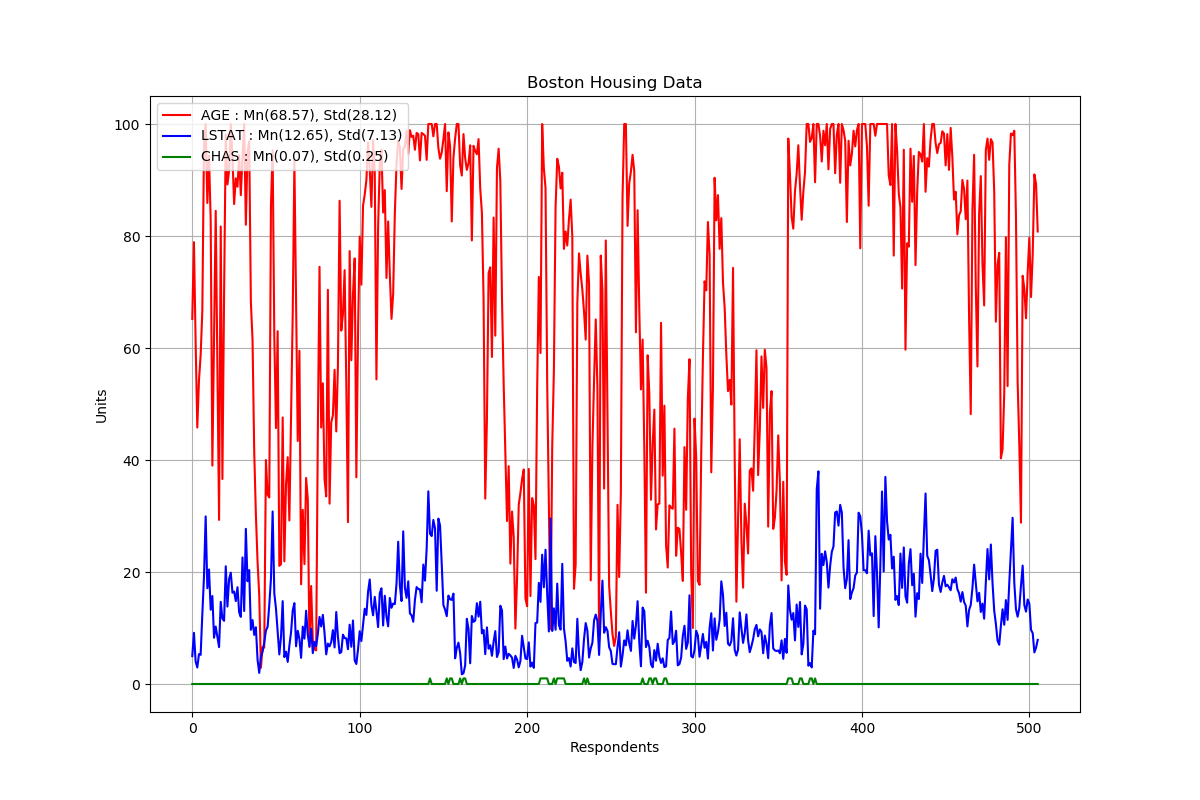 Boston Housing Data
AGE : Mn(68.57), Std(28.12)
LSTAT : Mn(12.65), Std(7.13)
CHAS : Mn(0.07), Std(0.25)
100
80
60
40
20
0
Units
0 100 200 300 400 500
Respondents